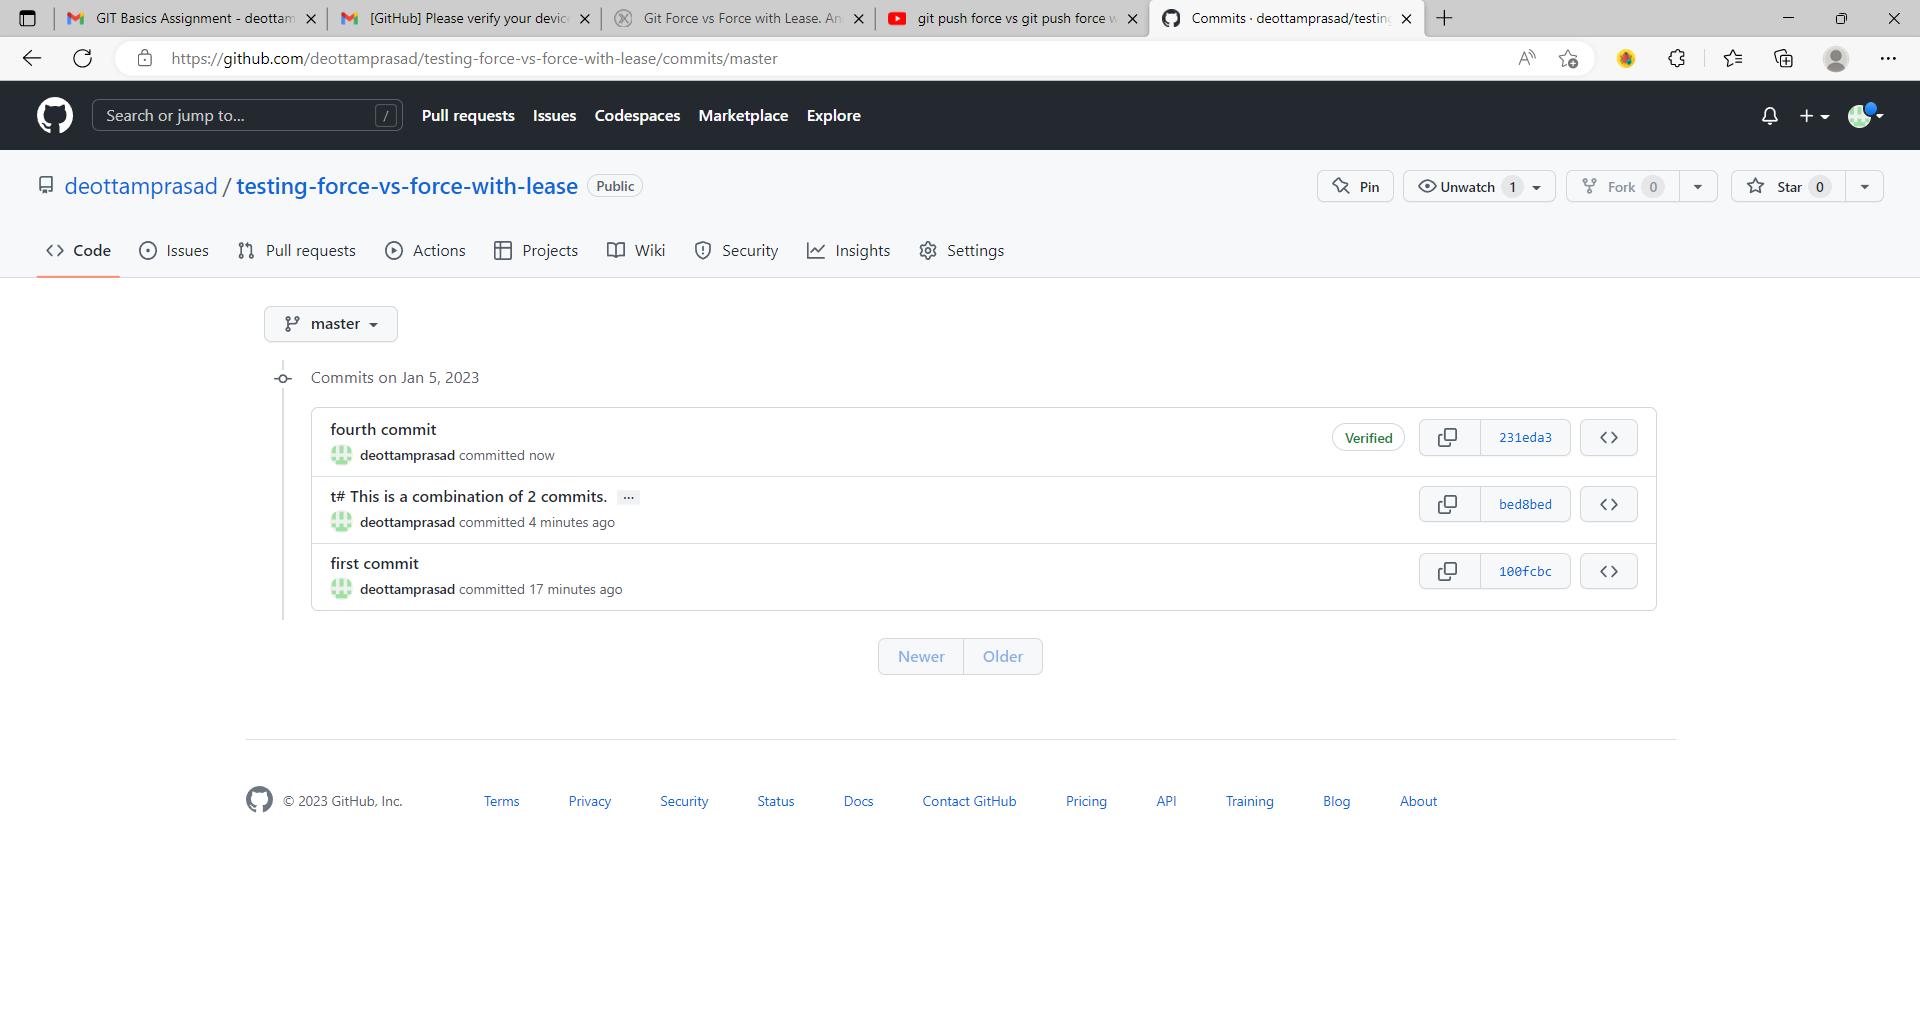 GIT Basics Assignment - deottam
[GitHub] Please verify your device
Git Force vs Force with Lease. An
git push force vs git push force w
Commits · deottamprasad/testing
https://github.com/deottamprasad/testing-force-vs-force-with-lease/commits/master
Search or jump to... /
Pull requests Issues Codespaces Marketplace Explore
deottamprasad / testing-force-vs-force-with-lease Public
Pin Unwatch 1 Fork 0 Star 0
Code Issues Pull requests Actions Projects Wiki Security Insights Settings
master
Commits on Jan 5, 2023
fourth commit
deottamprasad committed now
Verified 231eda3
t# This is a combination of 2 commits. ...
deottamprasad committed 4 minutes ago
bed8bed
first commit
deottamprasad committed 17 minutes ago
100fcbc
Newer Older
© 2023 GitHub, Inc. Terms Privacy Security Status Docs Contact GitHub Pricing API Training Blog About